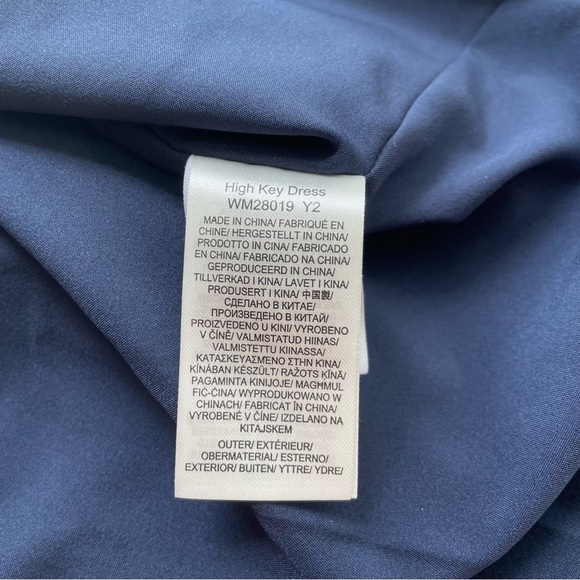 High Key Dress
WM28019 Y2
MADE IN CHINA/ FABRIQUÉ EN
CHINE/ HERGESTELLT IN CHINA/
PRODOTTO IN CINA/ FABRICADO
EN CHINA/ FABRICADO NA CHINA/
GEPRODUCEERD IN CHINA/
TILLVERKAD I KINA/ LAVET I KINA/
PRODUSERT I KINA/ 中国製/
СДЕЛАНО В КИТАЕ/
ПРОИЗВЕДЕНО В КИТАЙ/
PROIZVEDENO U KINI/ VYROBENO
V ČÍNĚ/ VALMISTATUD HIINAS/
VALMISTETTU KIINASSA/
ΚΑΤΑΣΚΕΥΑΣΜΕΝΟ ΣΤΗΝ ΚΙΝΑ/
KÍNÁBAN KÉSZÜLT/ RAŽOTS ĶĪNĀ/
PAGAMINTA KINIJOJE/ MAGĦMUL
FIĊ-ĊINA/ WYPRODUKOWANO W
CHINACH/ FABRICAT ÎN CHINA/
VYROBENÉ V ČÍNE/ IZDELANO NA
KITAJSKEM
OUTER/ EXTÉRIEUR/
OBERMATERIAL/ ESTERNO/
EXTERIOR/ BUITEN/ YTTRE/ YDRE/